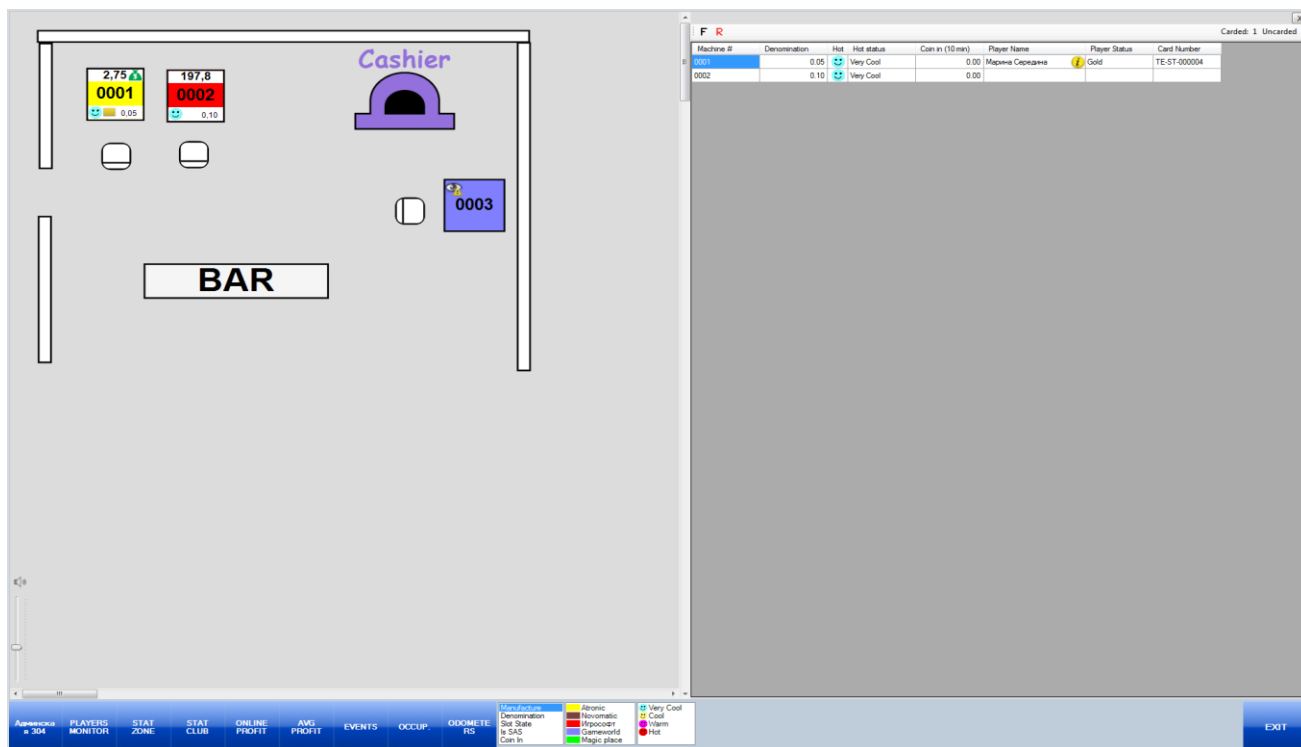 F R
Carded: 1 Uncarded
Machine # Denomination Hot Hot status Coin in (10 min) Player Name Player Status Card Number
0001 0.05 Very Cool 0.00 Марина Середина Gold TE-ST-000004
0002 0.10 Very Cool 0.00
Cashier
2,75
0001
0,05
197,8
0002
0,10
0003
BAR
Админска
я 304
PLAYERS
MONITOR
STAT
ZONE
STAT
CLUB
ONLINE
PROFIT
AVG
PROFIT
EVENTS
OCCUP.
ODOMETE
RS
Manufacture
Denomination
Slot State
Is SAS
Coin In
Atronic
Novomatic
Игрософт
Gameworld
Magic place
Very Cool
Cool
Warm
Hot
EXIT